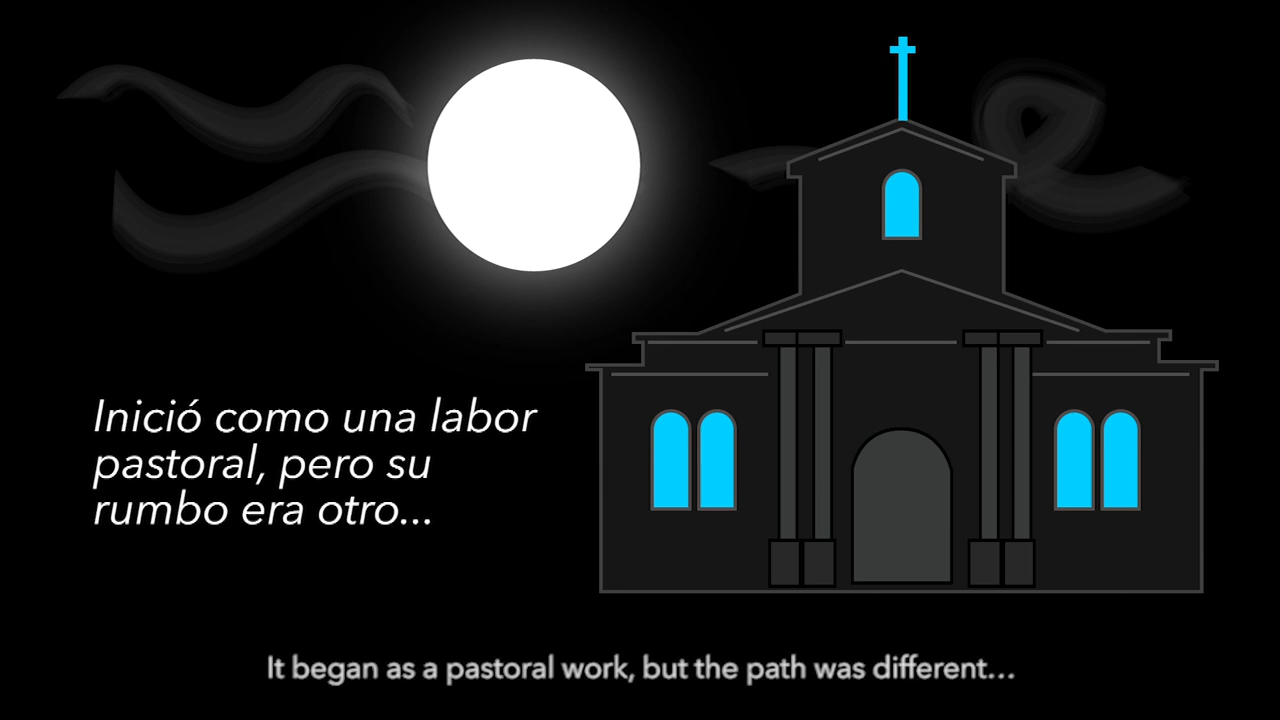 Inició como una labor
pastoral, pero su
rumbo era otro...
It began as a pastoral work, but the path was different...